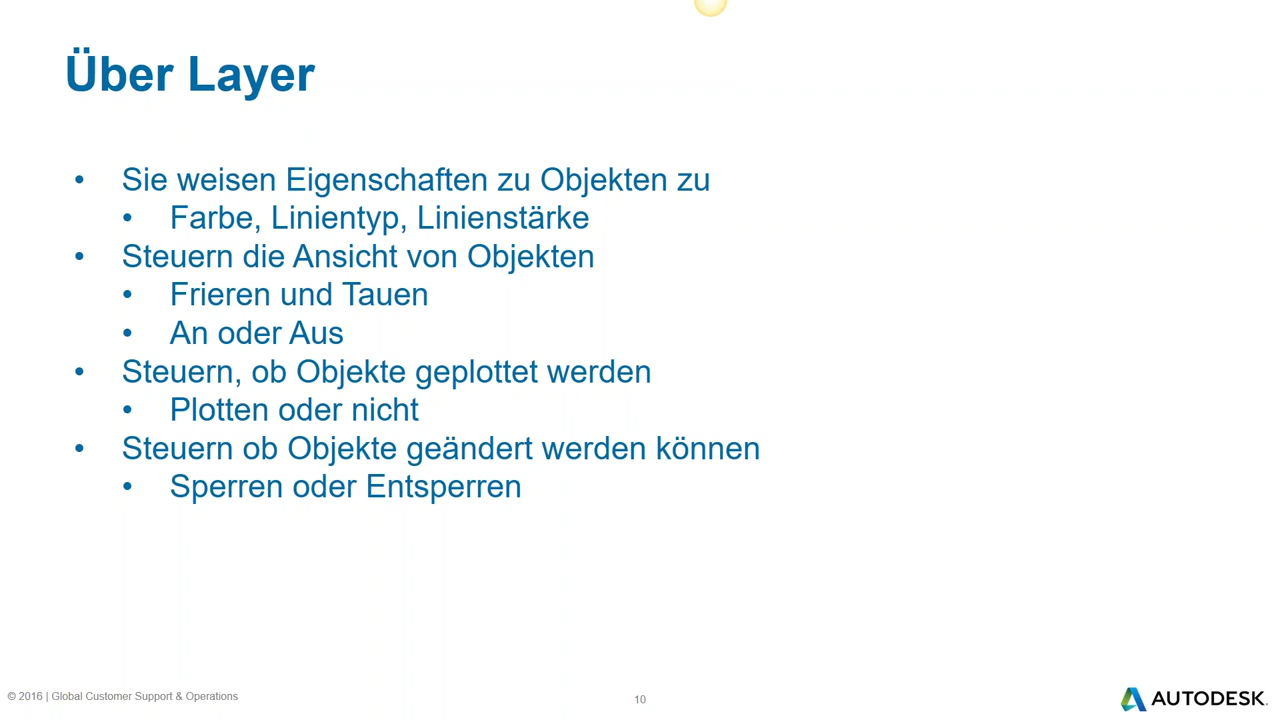 Über Layer
• Sie weisen Eigenschaften zu Objekten zu
• Farbe, Linientyp, Linienstärke
• Steuern die Ansicht von Objekten
• Frieren und Tauen
• An oder Aus
• Steuern, ob Objekte geplottet werden
• Plotten oder nicht
• Steuern ob Objekte geändert werden können
• Sperren oder Entsperren
© 2016 | Global Customer Support & Operations
10
AUTODESK.